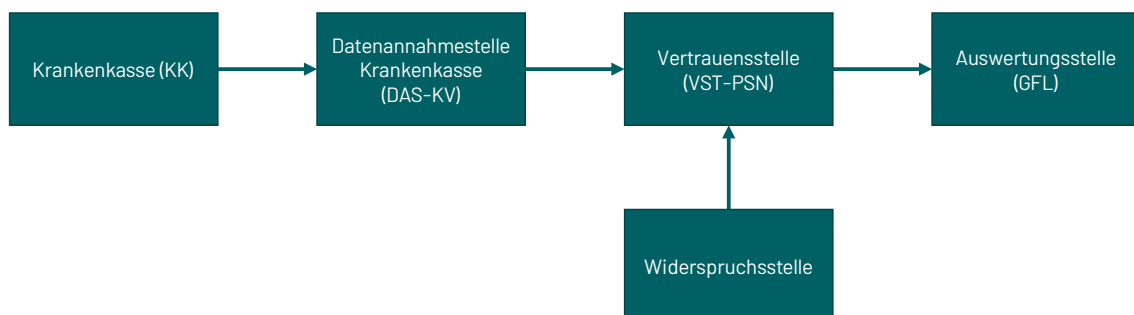 Krankenkasse (KK)
Datenannahmestelle
Krankenkasse
(DAS-KV)
Vertrauensstelle
(VST-PSN)
Auswertungsstelle
(GFL)
Widerspruchsstelle